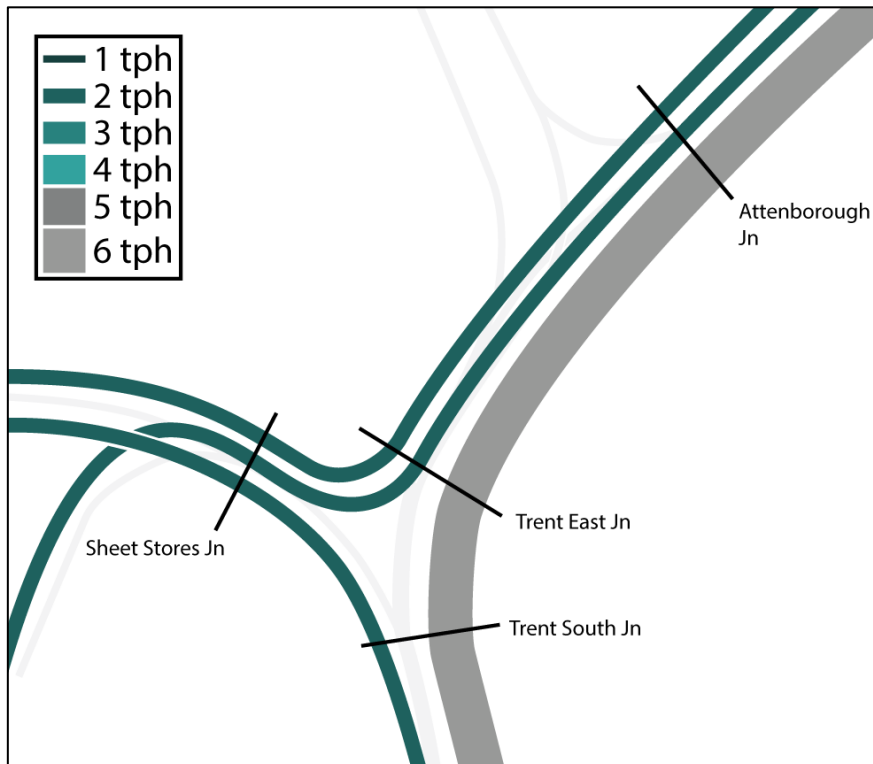 1 tph
2 tph
3 tph
4 tph
5 tph
6 tph
Attenborough
Jn
Trent East Jn
Sheet Stores Jn
Trent South Jn